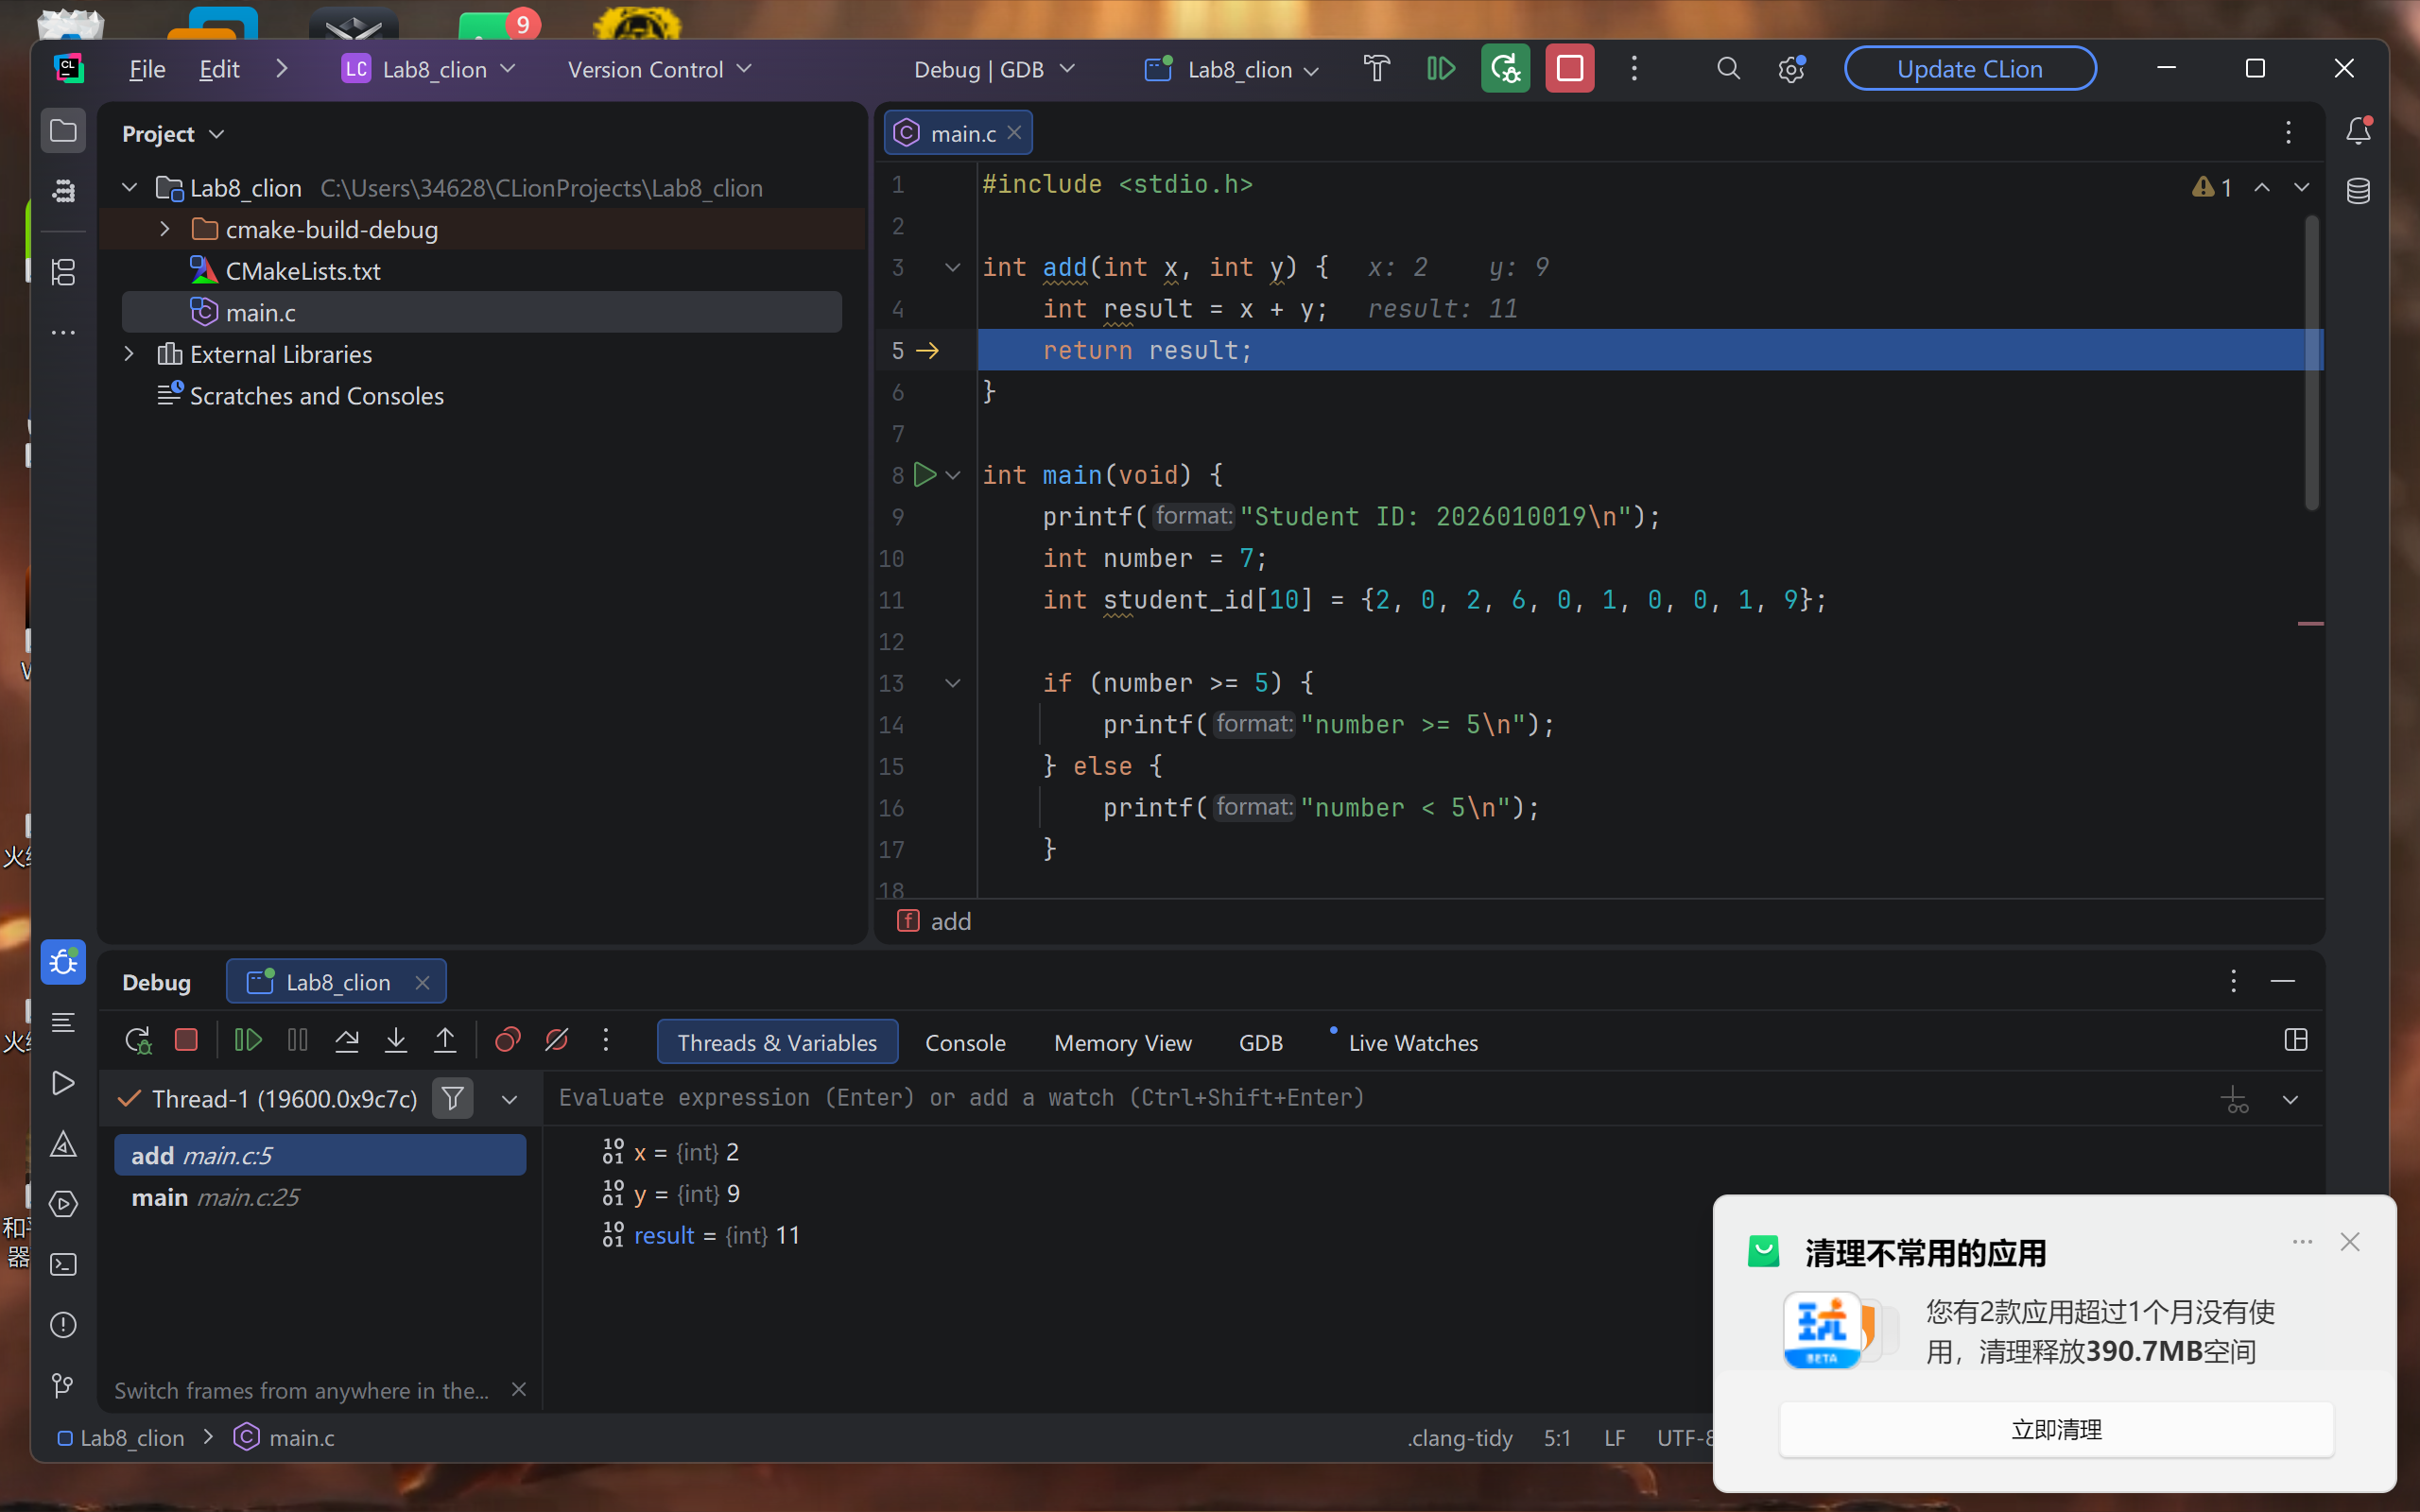 9
File Edit LC Lab8_clion Version Control Debug | GDB Lab8_clion Update CLion
Project
Lab8_clion C:\Users\34628\CLionProjects\Lab8_clion
cmake-build-debug
CMakeLists.txt
main.c
External Libraries
Scratches and Consoles
main.c
1 #include <stdio.h>
2
3 int add(int x, int y) { x: 2 y: 9
4 int result = x + y; result: 11
5 return result;
6 }
7
8 int main(void) {
9 printf(format:"Student ID: 2026010019\n");
10 int number = 7;
11 int student_id[10] = {2, 0, 2, 6, 0, 1, 0, 0, 1, 9};
12
13 if (number >= 5) {
14 printf(format:"number >= 5\n");
15 } else {
16 printf(format:"number < 5\n");
17 }
18
1
f add
Debug Lab8_clion
Threads & Variables Console Memory View GDB Live Watches
Thread-1 (19600.0x9c7c)
Evaluate expression (Enter) or add a watch (Ctrl+Shift+Enter)
add main.c:5
main main.c:25
x = {int} 2
y = {int} 9
result = {int} 11
Switch frames from anywhere in the...
Lab8_clion main.c
.clang-tidy 5:1 LF UTF-8
清理不常用的应用
您有2款应用超过1个月没有使
用，清理释放390.7MB空间
BETA
立即清理